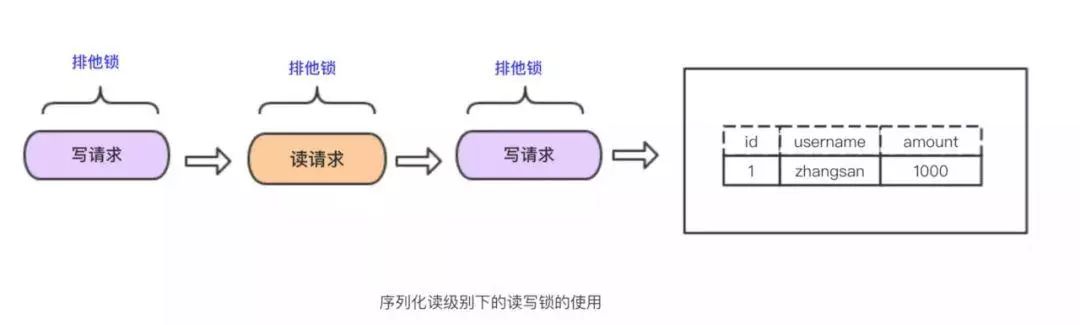 排他锁 排他锁 排他锁
写请求 读请求 写请求
id username amount
1 zhangsan 1000
序列化读级别下的读写锁的使用